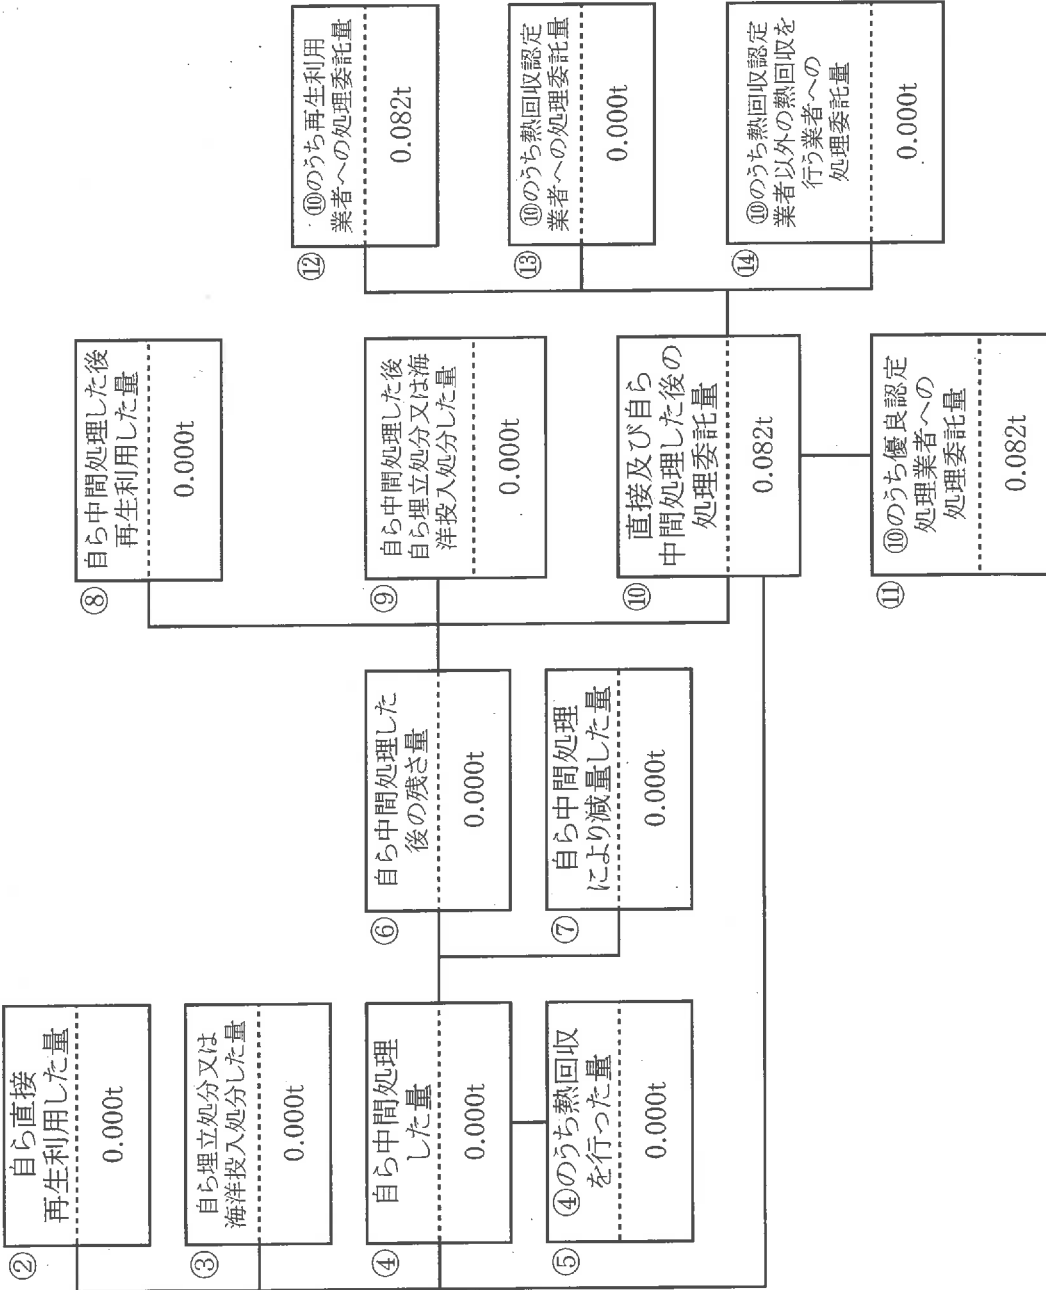 ②
自ら直接
再生利用した量
0.000t
③
自ら埋立処分又は
海洋投入処分した量
0.000t
④
自ら中間処理
した量
0.000t
⑤
④のうち熱回収
を行った量
0.000t
⑥
自ら中間処理した
後の残さ量
0.000t
⑦
自ら中間処理
により減量した量
0.000t
⑧
自ら中間処理した後
再生利用した量
0.000t
⑨
自ら中間処理した後
自ら埋立処分又は海
洋投入処分した量
0.000t
⑩
直接及び自ら
中間処理した後の
処理委託量
0.082t
⑪
⑩のうち優良認定
処理業者への
処理委託量
0.082t
⑫
⑩のうち再生利用
業者への処理委託量
0.082t
⑬
⑩のうち熱回収認定
業者への処理委託量
0.000t
⑭
⑩のうち熱回収認定
業者以外の熱回収を
行う業者への
処理委託量
0.000t